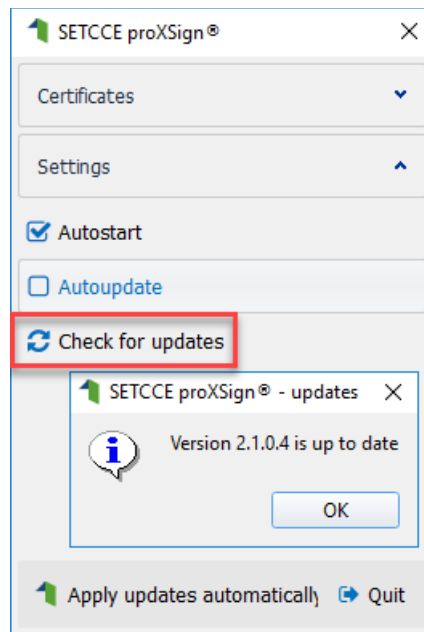 SETCCE proXSign®
Certificates
Settings
Autostart
Autoupdate
Check for updates
SETCCE proXSign® - updates
Version 2.1.0.4 is up to date
OK
Apply updates automatically Quit